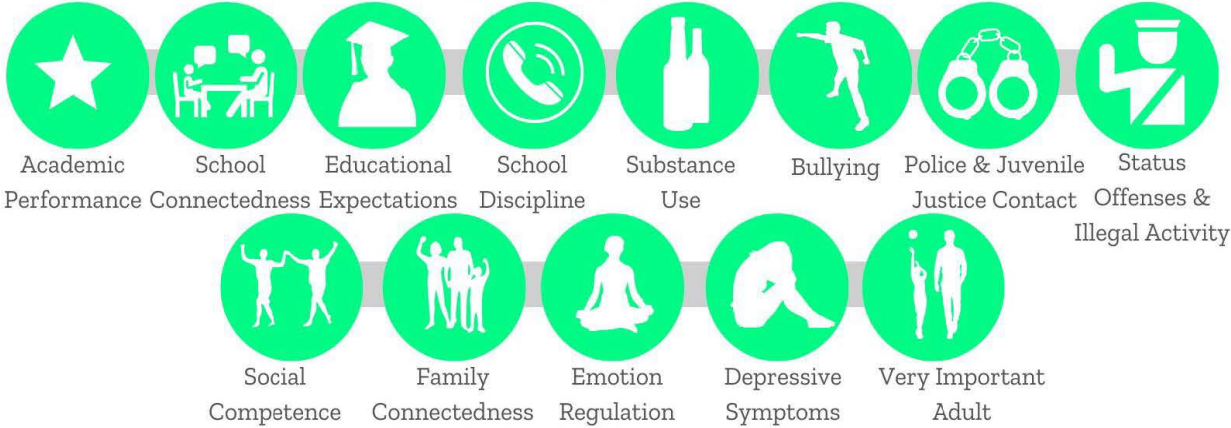 Academic
Performance
School
Connectedness
Educational
Expectations
School
Discipline
Substance
Use
Bullying
Police & Juvenile
Justice Contact
Status
Offenses &
Illegal Activity
Social
Competence
Family
Connectedness
Emotion
Regulation
Depressive
Symptoms
Very Important
Adult